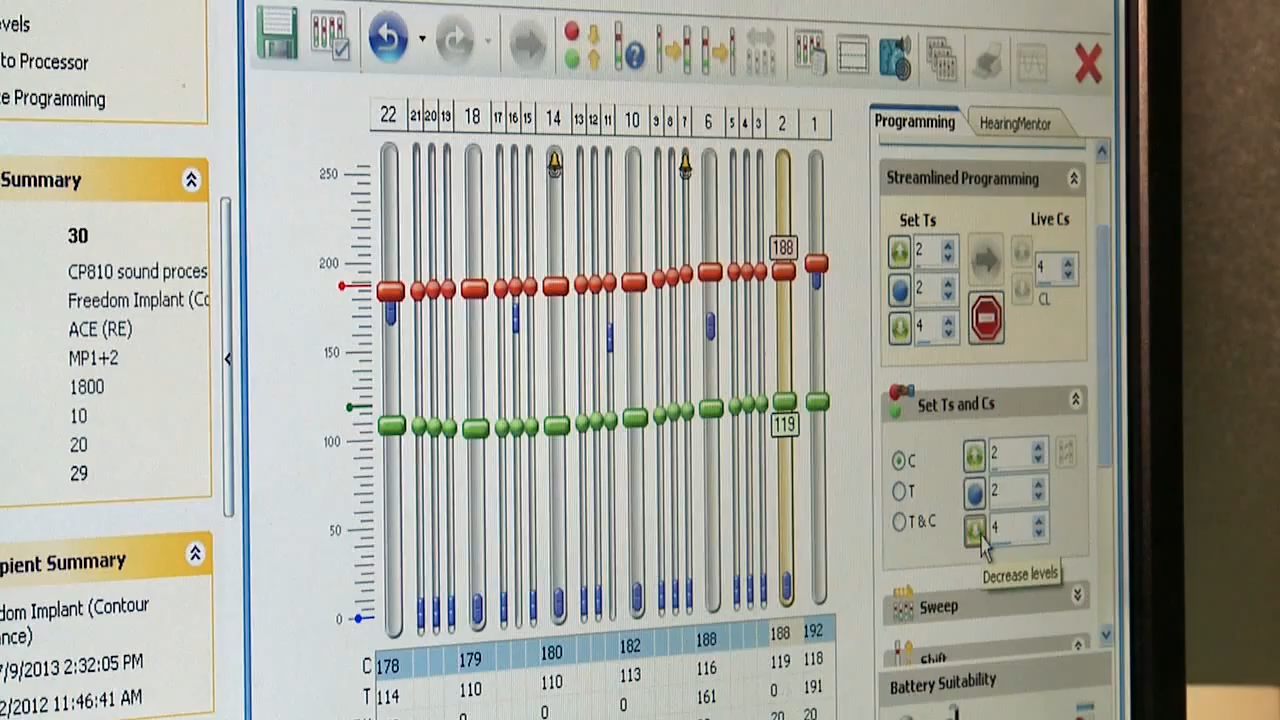 evels
to Processor
e Programming
Summary
30
CP810 sound proces
Freedom Implant (Co
ACE (RE)
MP1+2
1800
10
20
29
pient Summary
dom Implant (Contour
ance)
7/9/2013 2:32:05 PM
2/2012 11:46:41 AM
22 21 20 19 18 17 16 15 14 13 12 11 10 9 8 7 6 5 4 3 2 1
250
200
150
100
50
0
188
119
C 178 179 180 182 188 188 192
T 114 110 110 113 116 119 118
0 0 0 161 0 191
20 20
Programming HearingMentor
Streamlined Programming
Set Ts Live Cs
2
2 4
4 CL
Set Ts and Cs
C 2
T 2
T & C 4
Decrease levels
Sweep
Shift
Battery Suitability